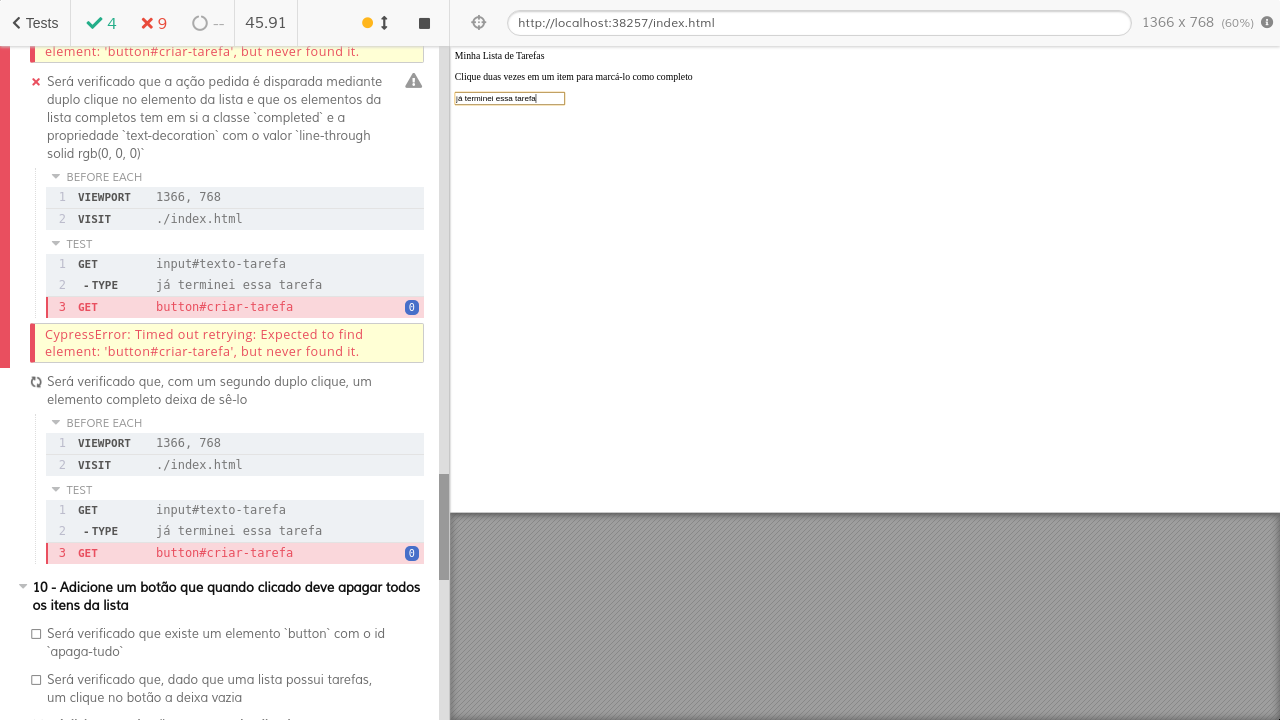 Tests
4
9
--
45.91
http://localhost:38257/index.html
1366 x 768 (60%)
element: 'button#criar-tarefa', but never found it.
Será verificado que a ação pedida é disparada mediante
duplo clique no elemento da lista e que os elementos da
lista completos tem em si a classe `completed` e a
propriedade `text-decoration` com o valor `line-through
solid rgb(0, 0, 0)`
BEFORE EACH
1 VIEWPORT 1366, 768
2 VISIT ./index.html
TEST
1 GET input#texto-tarefa
2 - TYPE já terminei essa tarefa
3 GET button#criar-tarefa 0
CypressError: Timed out retrying: Expected to find
element: 'button#criar-tarefa', but never found it.
Será verificado que, com um segundo duplo clique, um
elemento completo deixa de sê-lo
BEFORE EACH
1 VIEWPORT 1366, 768
2 VISIT ./index.html
TEST
1 GET input#texto-tarefa
2 - TYPE já terminei essa tarefa
3 GET button#criar-tarefa 0
10 - Adicione um botão que quando clicado deve apagar todos
os itens da lista
Será verificado que existe um elemento `button` com o id
`apaga-tudo`
Será verificado que, dado que uma lista possui tarefas,
um clique no botão a deixa vazia
Minha Lista de Tarefas
Clique duas vezes em um item para marcá-lo como completo
já terminei essa tarefa